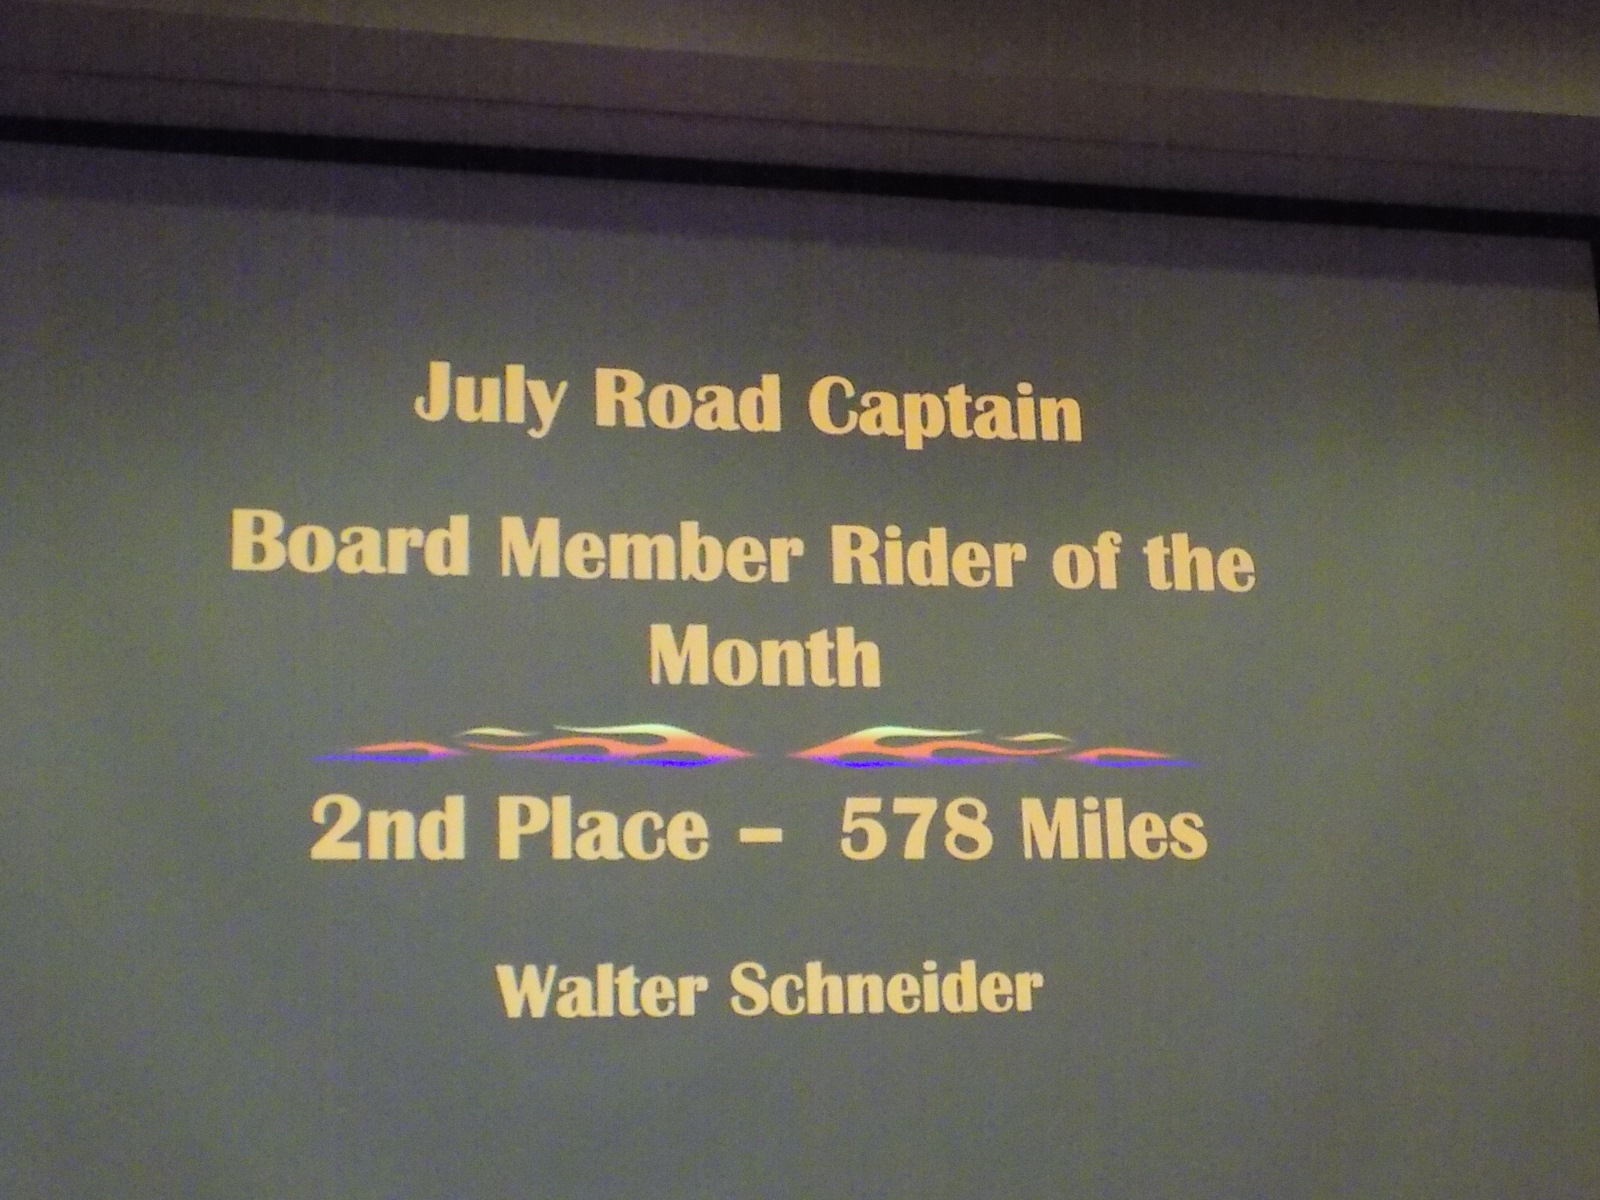 July Road Captain
Board Member Rider of the
Month
2nd Place – 578 Miles
Walter Schneider